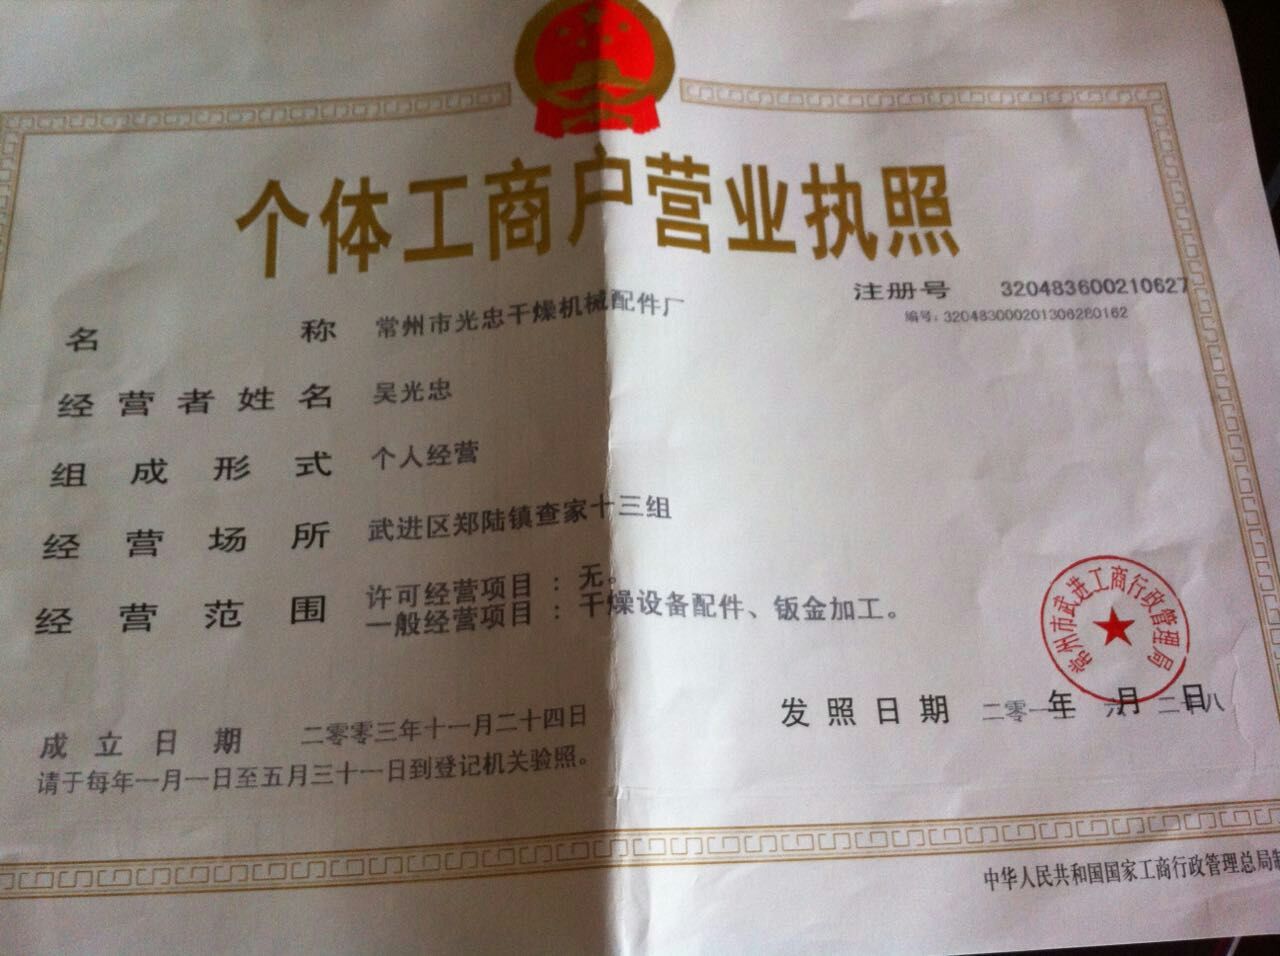 个体工商户营业执照
注册号 320483600210627
编号：320483000201306280162
名称 常州市光忠干燥机械配件厂
经营者姓名 吴光忠
组成形式 个人经营
经营场所 武进区郑陆镇查家十三组
经营范围 许可经营项目：无。
一般经营项目：干燥设备配件、钣金加工。
常州市武进工商行政管理局
发照日期 二零一 年 六 月 二十八 日
成立日期 二零零三年十一月二十四日
请于每年一月一日至五月三十一日到登记机关验照。
中华人民共和国国家工商行政管理总局制